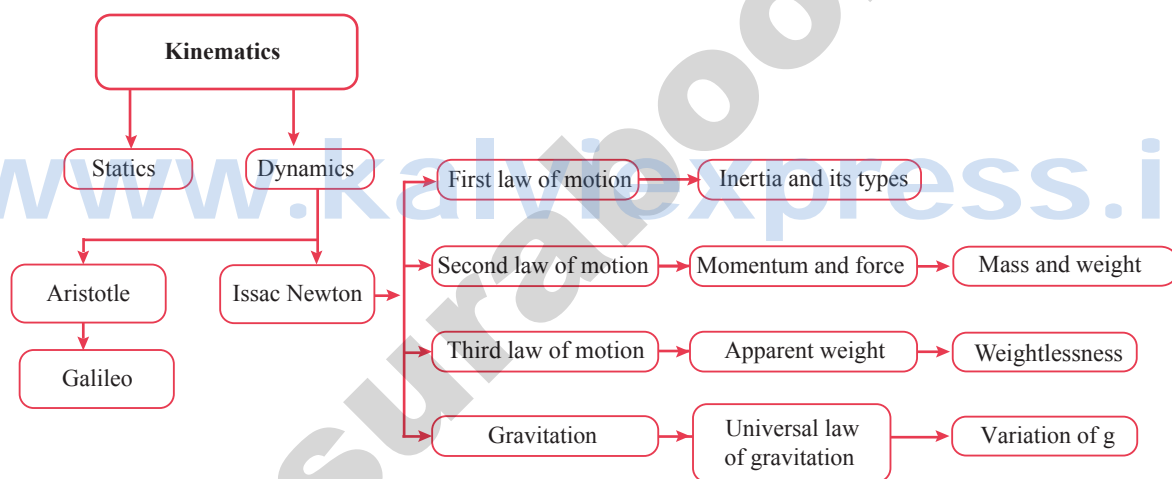 Kinematics
Statics
Dynamics
First law of motion
Inertia and its types
Second law of motion
Momentum and force
Mass and weight
Aristotle
Issac Newton
Third law of motion
Apparent weight
Weightlessness
Galileo
Gravitation
Universal law
of gravitation
Variation of g
www.kalviexpress.i
suraboo